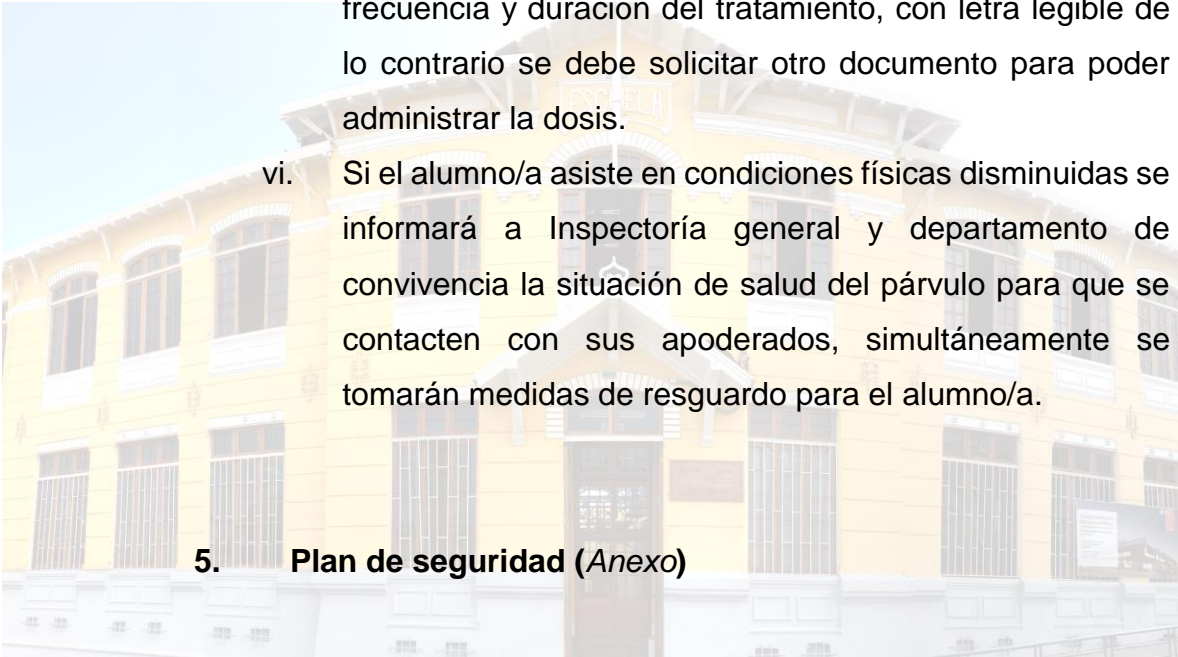 frecuencia y duración del tratamiento, con letra legible de
lo contrario se debe solicitar otro documento para poder
administrar la dosis.
vi. Si el alumno/a asiste en condiciones físicas disminuidas se
informará a Inspectoría general y departamento de
convivencia la situación de salud del párvulo para que se
contacten con sus apoderados, simultáneamente se
tomarán medidas de resguardo para el alumno/a.
ESCUELA
5. Plan de seguridad (Anexo)